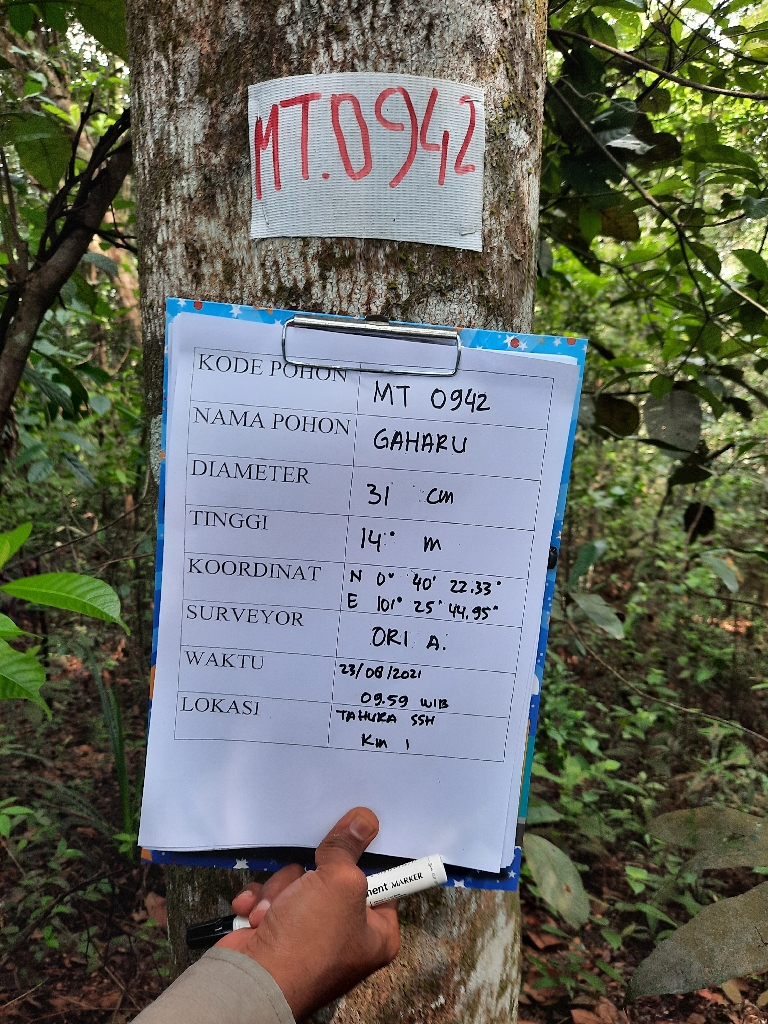 MT.0942
KODE POHON MT 0942
NAMA POHON GAHARU
DIAMETER 31 cm
TINGGI 14 m
KOORDINAT N 0° 40' 22.33"
E 101° 25' 44.95"
SURVEYOR ORI A.
WAKTU 23/08/2021
09.59 WIB
LOKASI TAHURA SSH
Km 1
ment MARKER